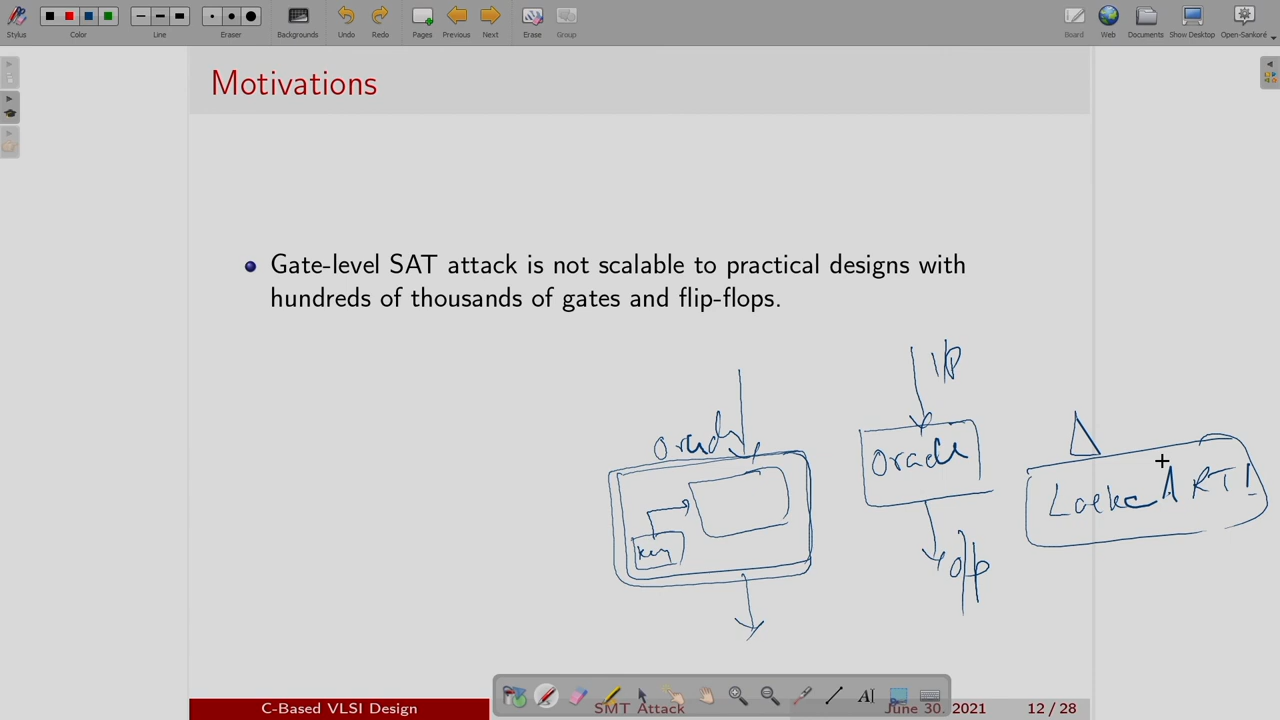 Stylus Color Line Eraser Backgrounds Undo Redo Pages Previous Next Erase Group Board Web Documents Show Desktop Open-Sankoré
Motivations
Gate-level SAT attack is not scalable to practical designs with
hundreds of thousands of gates and flip-flops.
I/P
Oracle
Oracle
key
O/P
C-Based VLSI Design SMT Attack June 30, 2021 12 / 28